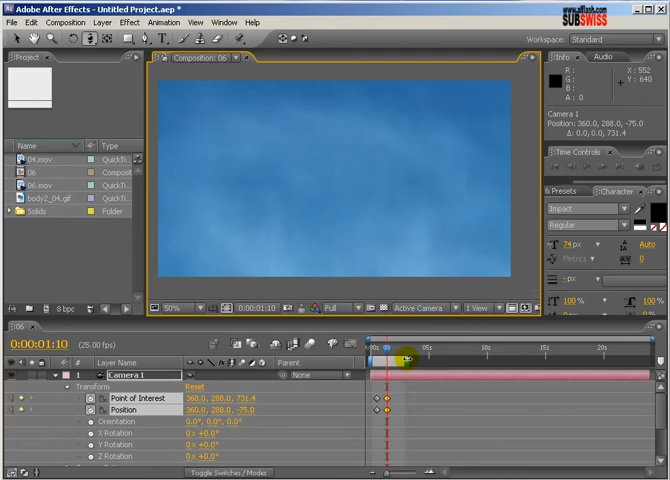 Adobe After Effects - Untitled Project.aep *
www.alflash.com
SUBSWISS
File Edit Composition Layer Effect Animation View Window Help
Workspace: Standard
Project
Composition: 06
Info
Audio
R :
G :
B :
A : 0
X : 552
Y : 640
Camera 1
Position: 360.0, 288.0, -75.0
Δ: 0.0, 0.0, 731.4
Name
Type
04.mov QuickTi
06 Composit
06.mov QuickTi
body2_04.gif
Solids Folder
Time Controls
& Presets
Character
Impact
Regular
74 px
Auto
Metrics
0
- px
100 %
100 %
8 bpc
50%
0:00:01:10
Full
Active Camera
1 View
06
0:00:01:10 (25.00 fps)
# Layer Name
Parent
00s 05s 15s 20s
1 Camera 1
None
Transform Reset
Point of Interest 360.0, 288.0, 731.4
Position 360.0, 288.0, -75.0
Orientation 0.0°, 0.0°, 0.0°
X Rotation 0 x +0.0°
Y Rotation 0 x +0.0°
Z Rotation 0 x +0.0°
Toggle Switches / Modes